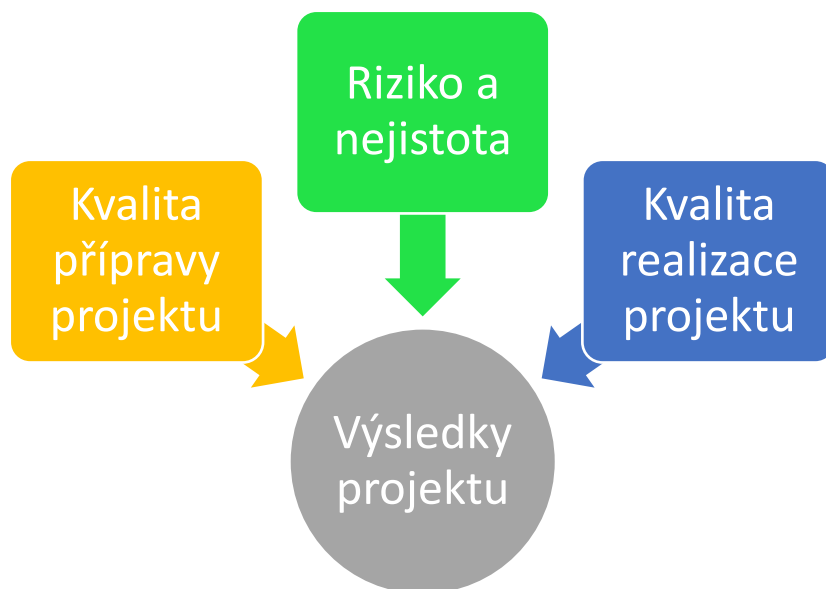 Riziko a
nejistota
Kvalita
přípravy
projektu
Kvalita
realizace
projektu
Výsledky
projektu